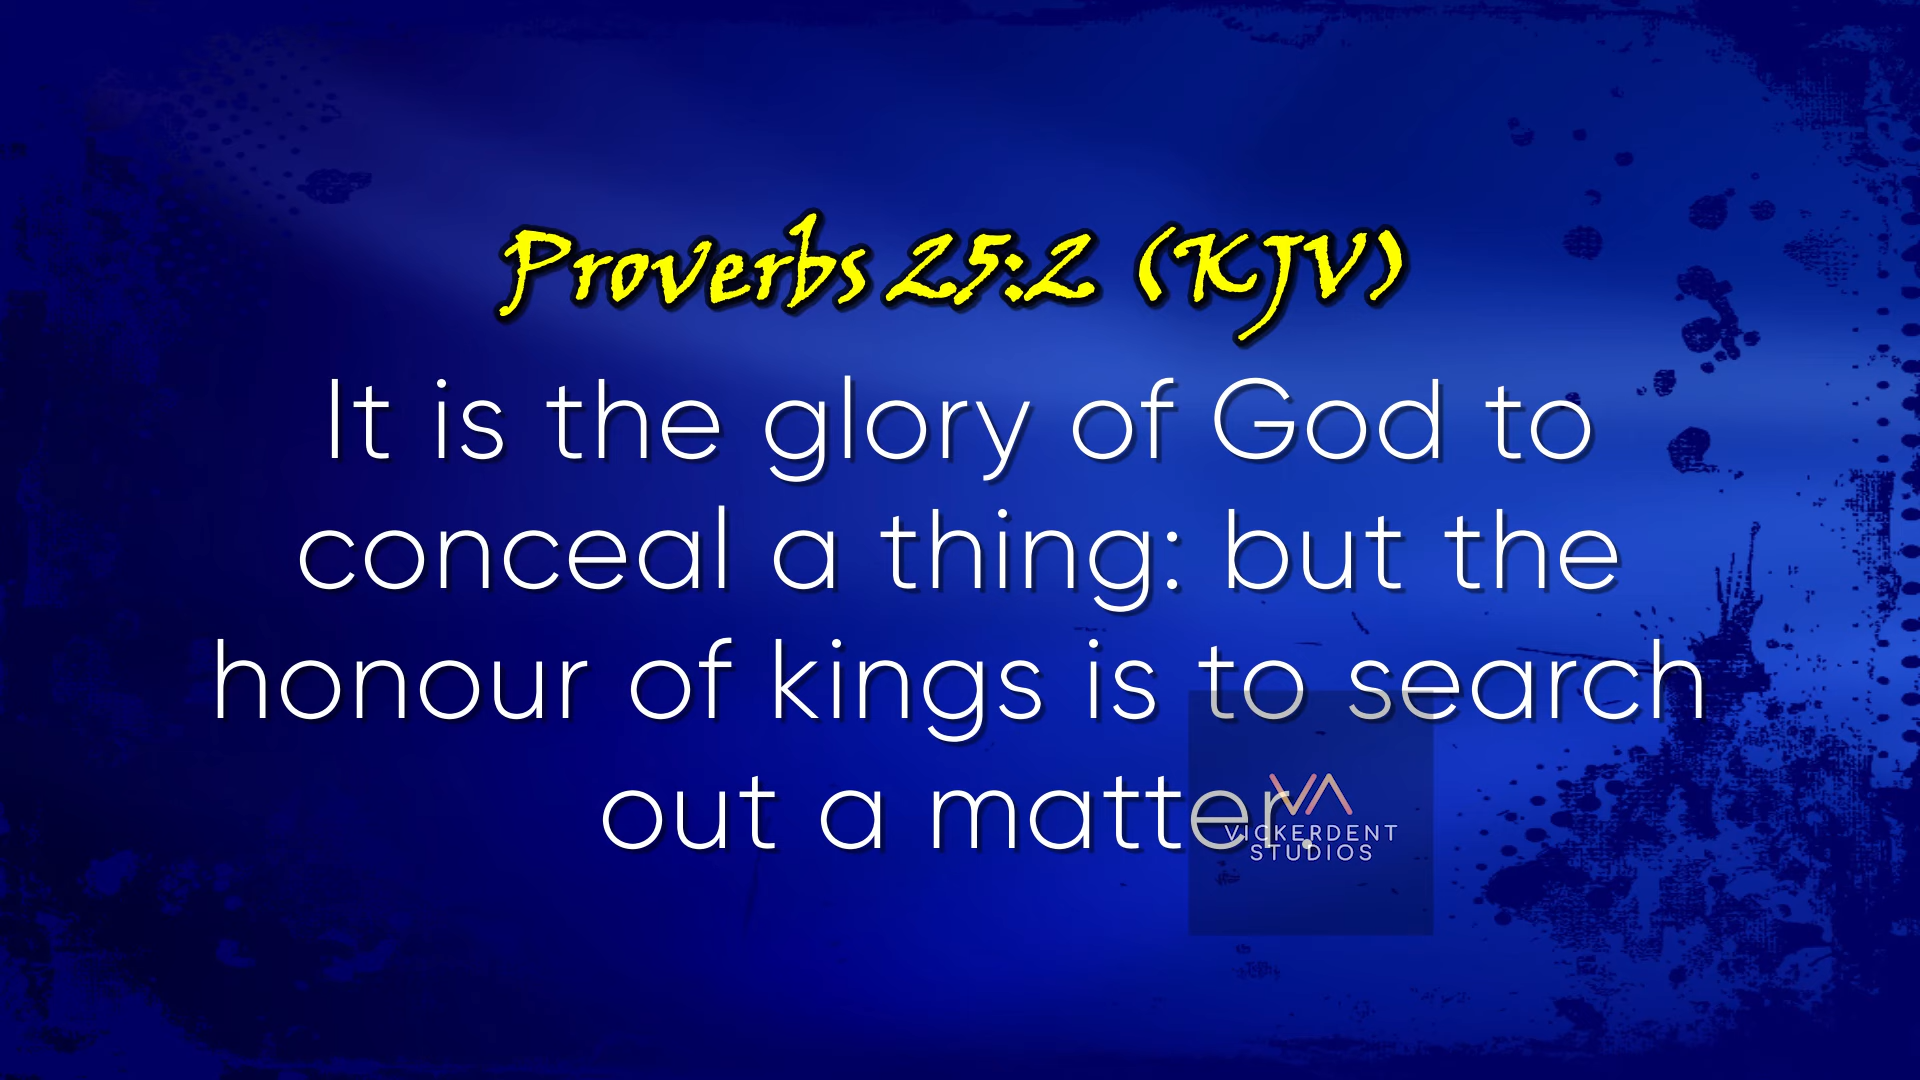 Proverbs 25:2 (KJV)
It is the glory of God to
conceal a thing: but the
honour of kings is to search
out a matter.
VICKERDENT
STUDIOS